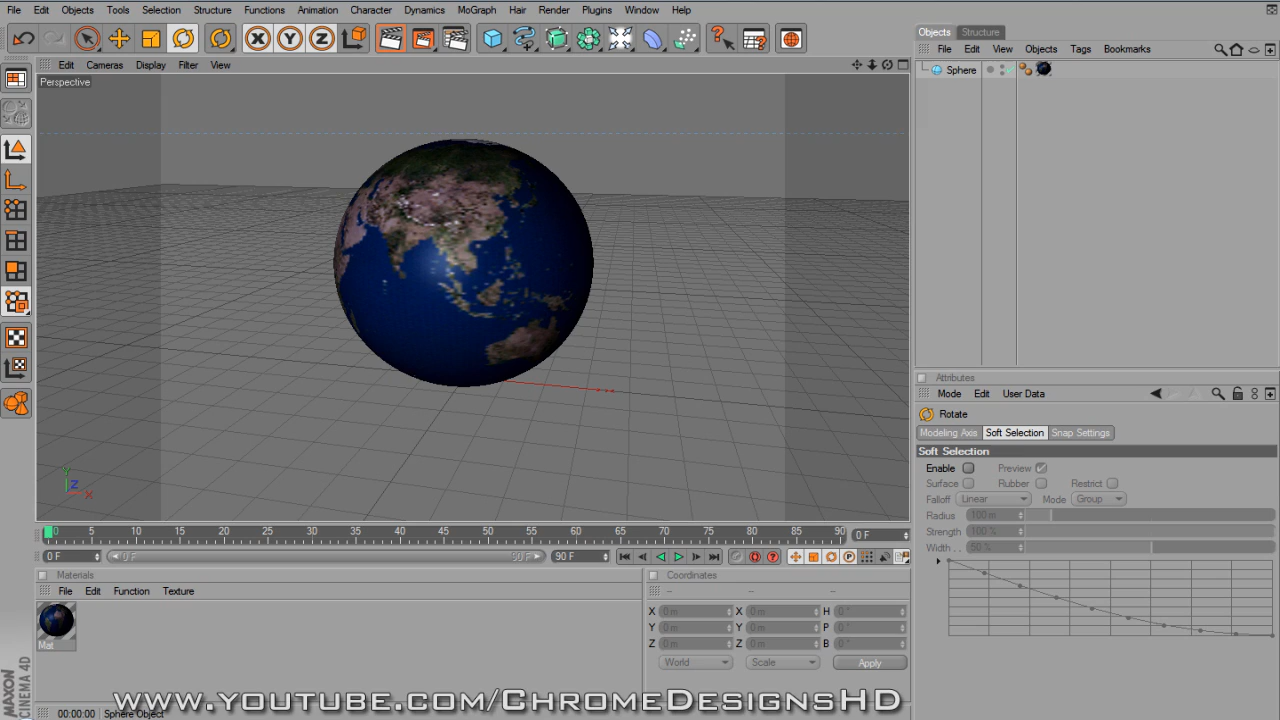 File Edit Objects Tools Selection Structure Functions Animation Character Dynamics MoGraph Hair Render Plugins Window Help
X Y Z
Objects Structure
File Edit View Objects Tags Bookmarks
Sphere
Edit Cameras Display Filter View
Perspective
Y
Z
X
0 5 10 15 20 25 30 35 40 45 50 55 60 65 70 75 80 85 90 0 F
0 F 0 F 90 F 90 F P
Attributes
Mode Edit User Data
Rotate
Modeling Axis Soft Selection Snap Settings
Soft Selection
Enable Preview
Surface Rubber Restrict
Falloff Linear Mode Group
Radius 100 m
Strength 100 %
Width . . 50 %
Materials
File Edit Function Texture
Mat
Coordinates
-- -- --
X 0 m X 0 m H 0 °
Y 0 m Y 0 m P 0 °
Z 0 m Z 0 m B 0 °
World Scale Apply
MAXON
CINEMA 4D
www.youtube.com/ChromeDesignsHD
00:00:00 Sphere Object